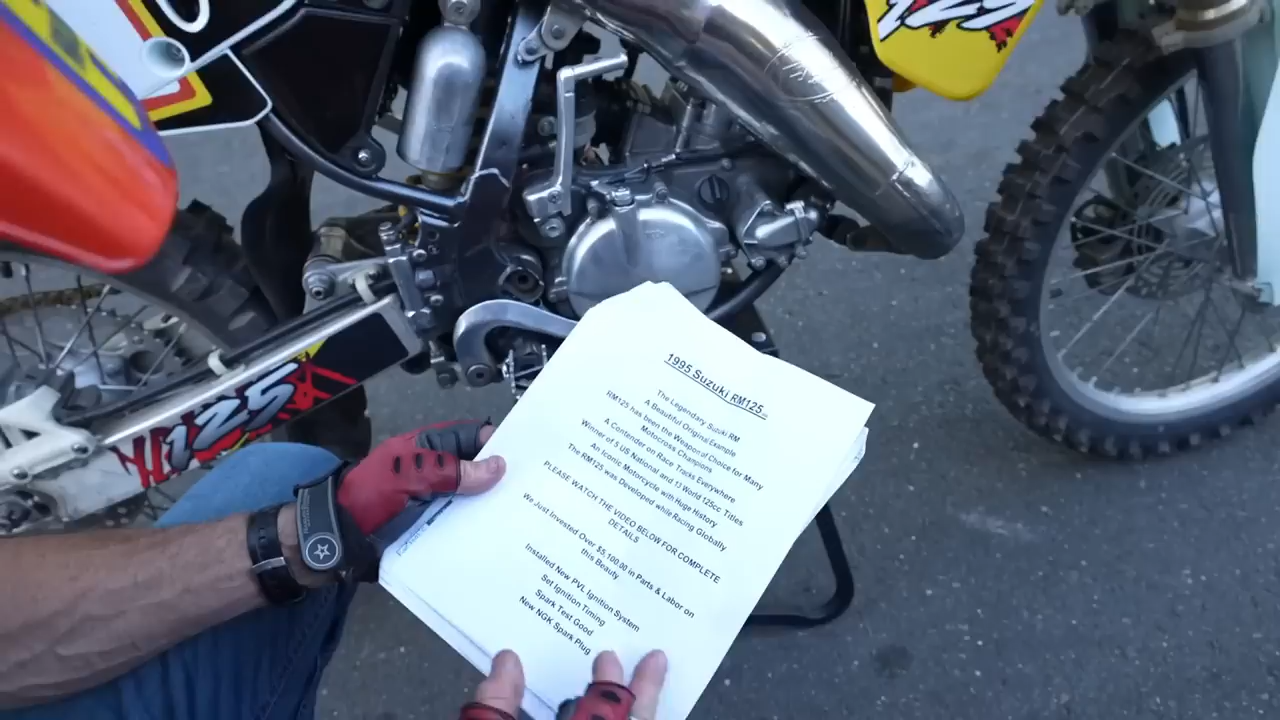 125
1995 Suzuki RM125..
The Legendary Suzuki RM
A Beautiful Original Example
RM125 has been the Weapon of Choice for Many
Motocross Champions
A Contender on Race Tracks Everywhere
Winner of 5 US National and 13 World 125cc Titles
An Iconic Motorcycle with Huge History
The RM125 was Developed while Racing Globally
PLEASE WATCH THE VIDEO BELOW FOR COMPLETE
DETAILS
We Just Invested Over $5,100.00 in Parts & Labor on
this Beauty
Installed New PVL Ignition System
Set Ignition Timing
Spark Test Good
New NGK Spark Plug
125